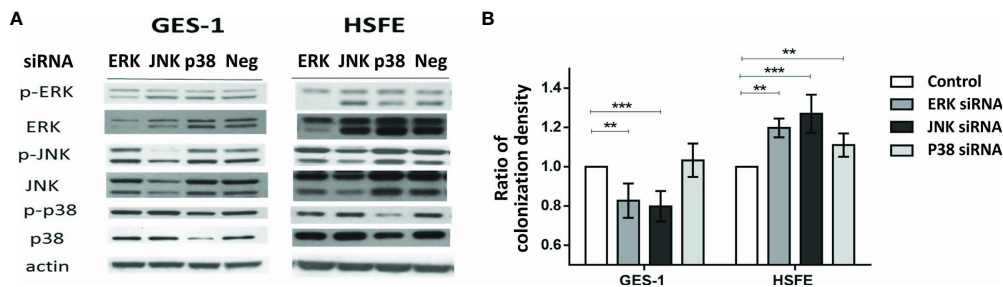 A
GES-1
HSFE
siRNA
ERK JNK p38 Neg
ERK JNK p38 Neg
p-ERK
ERK
p-JNK
JNK
p-p38
p38
actin
B
Ratio of
colonization density
1.4
1.2
1.0
0.8
0.6
**
***
**
***
**
GES-1
HSFE
Control
ERK siRNA
JNK siRNA
P38 siRNA